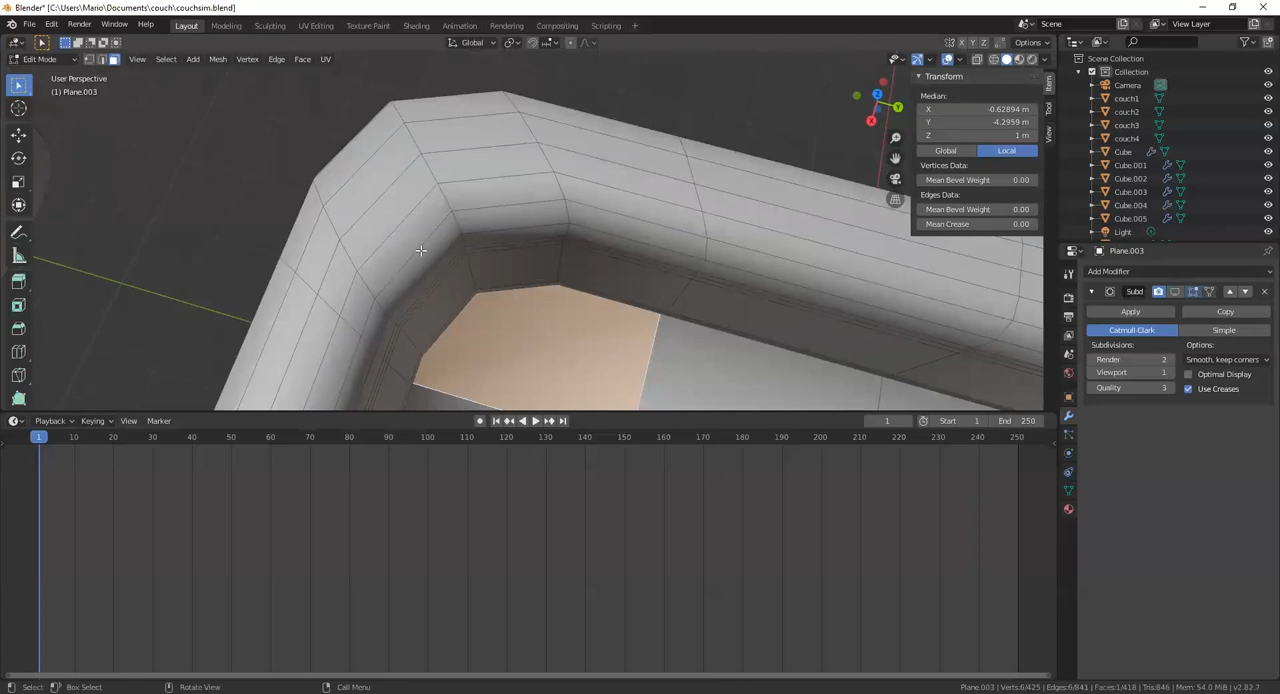 Blender* [C:\Users\Mario\Documents\couch\couchsim.blend]
File Edit Render Window Help Layout Modeling Sculpting UV Editing Texture Paint Shading Animation Rendering Compositing Scripting + Scene View Layer
Global X Y Z Options
Edit Mode View Select Add Mesh Vertex Edge Face UV
User Perspective
(1) Plane.003
Z
Y
X
Transform
Median:
X -0.62894 m
Y -4.2959 m
Z 1 m
Global Local
Vertices Data:
Mean Bevel Weight 0.00
Edges Data:
Mean Bevel Weight 0.00
Mean Crease 0.00
Item
Tool
View
Scene Collection
Collection
Camera
couch1
couch2
couch3
couch4
Cube
Cube.001
Cube.002
Cube.003
Cube.004
Cube.005
Light
Plane.003
Add Modifier
Subd
Apply Copy
Catmull-Clark Simple
Subdivisions: Options:
Render 2 Smooth, keep corners
Viewport 1 Optimal Display
Quality 3 Use Creases
Playback Keying View Marker 1 Start 1 End 250
1 10 20 30 40 50 60 70 80 90 100 110 120 130 140 150 160 170 180 190 200 210 220 230 240 250
Select Box Select Rotate View Call Menu Plane.003 | Verts:6/425 | Edges:6/841 | Faces:1/418 | Tris:846 | Mem: 54.0 MiB | v2.82.7